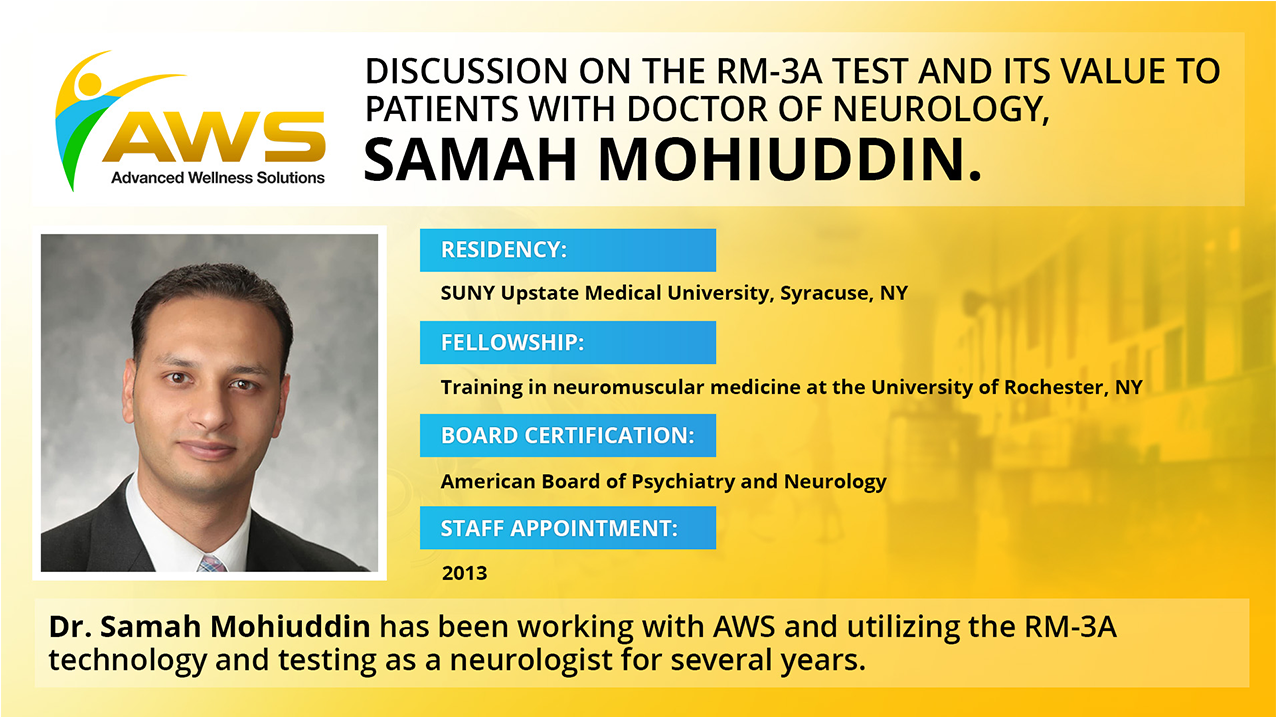 AWS
Advanced Wellness Solutions
DISCUSSION ON THE RM-3A TEST AND ITS VALUE TO
PATIENTS WITH DOCTOR OF NEUROLOGY,
SAMAH MOHIUDDIN.
RESIDENCY:
SUNY Upstate Medical University, Syracuse, NY
FELLOWSHIP:
Training in neuromuscular medicine at the University of Rochester, NY
BOARD CERTIFICATION:
American Board of Psychiatry and Neurology
STAFF APPOINTMENT:
2013
Dr. Samah Mohiuddin has been working with AWS and utilizing the RM-3A
technology and testing as a neurologist for several years.